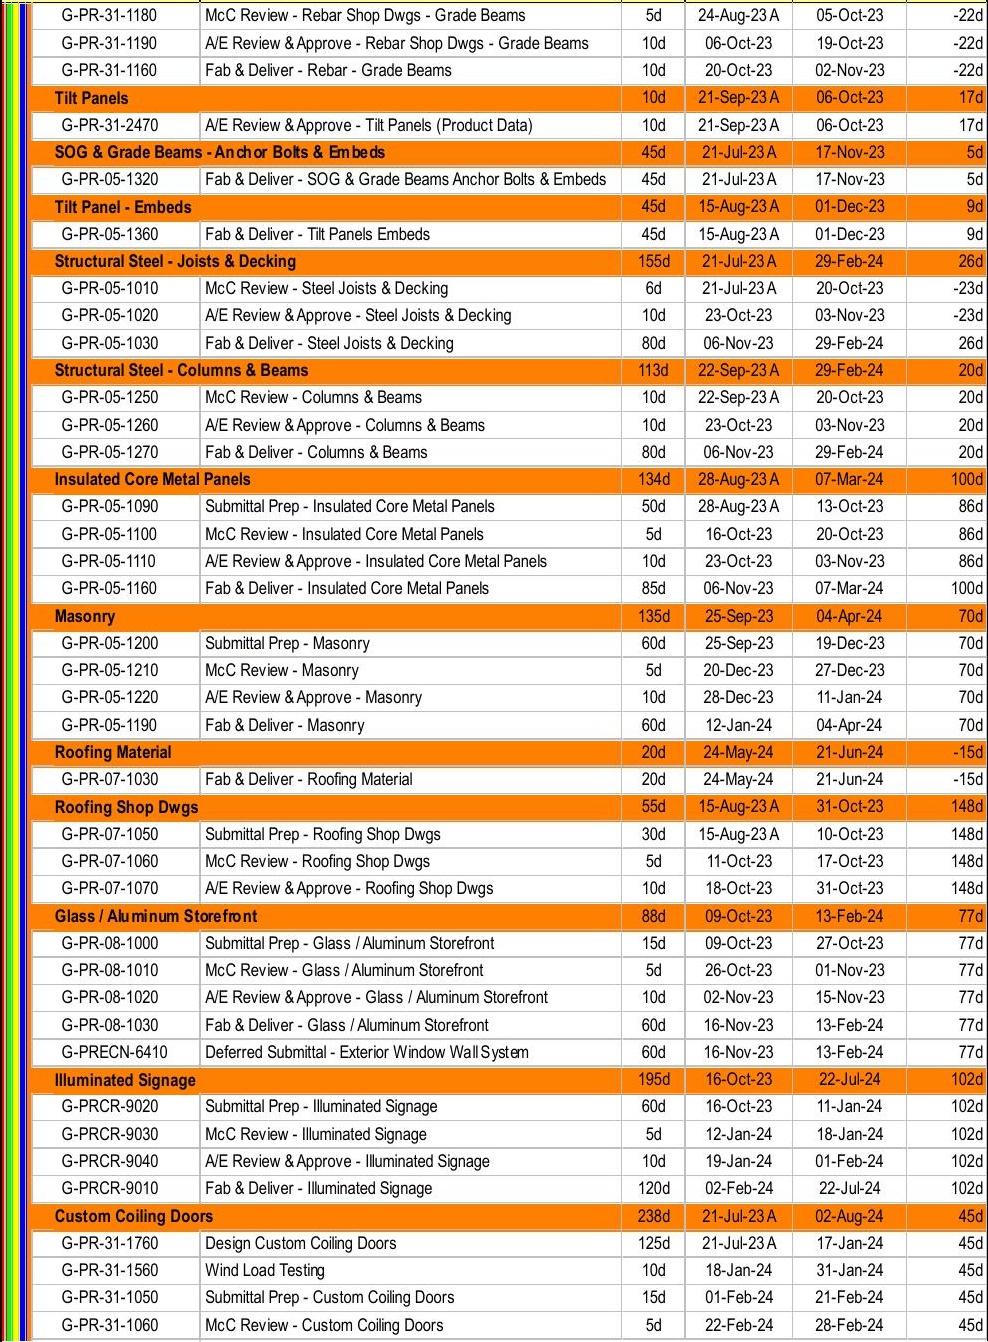 G-PR-31-1180 McC Review - Rebar Shop Dwgs - Grade Beams 5d 24-Aug-23 A 05-Oct-23 -22d
G-PR-31-1190 A/E Review & Approve - Rebar Shop Dwgs - Grade Beams 10d 06-Oct-23 19-Oct-23 -22d
G-PR-31-1160 Fab & Deliver - Rebar - Grade Beams 10d 20-Oct-23 02-Nov-23 -22d
Tilt Panels 10d 21-Sep-23 A 06-Oct-23 17d
G-PR-31-2470 A/E Review & Approve - Tilt Panels (Product Data) 10d 21-Sep-23 A 06-Oct-23 17d
SOG & Grade Beams - Anchor Bolts & Embeds 45d 21-Jul-23 A 17-Nov-23 5d
G-PR-05-1320 Fab & Deliver - SOG & Grade Beams Anchor Bolts & Embeds 45d 21-Jul-23 A 17-Nov-23 5d
Tilt Panel - Embeds 45d 15-Aug-23 A 01-Dec-23 9d
G-PR-05-1360 Fab & Deliver - Tilt Panels Embeds 45d 15-Aug-23 A 01-Dec-23 9d
Structural Steel - Joists & Decking 155d 21-Jul-23 A 29-Feb-24 26d
G-PR-05-1010 McC Review - Steel Joists & Decking 6d 21-Jul-23 A 20-Oct-23 -23d
G-PR-05-1020 A/E Review & Approve - Steel Joists & Decking 10d 23-Oct-23 03-Nov-23 -23d
G-PR-05-1030 Fab & Deliver - Steel Joists & Decking 80d 06-Nov-23 29-Feb-24 26d
Structural Steel - Columns & Beams 113d 22-Sep-23 A 29-Feb-24 20d
G-PR-05-1250 McC Review - Columns & Beams 10d 22-Sep-23 A 20-Oct-23 20d
G-PR-05-1260 A/E Review & Approve - Columns & Beams 10d 23-Oct-23 03-Nov-23 20d
G-PR-05-1270 Fab & Deliver - Columns & Beams 80d 06-Nov-23 29-Feb-24 20d
Insulated Core Metal Panels 134d 28-Aug-23 A 07-Mar-24 100d
G-PR-05-1090 Submittal Prep - Insulated Core Metal Panels 50d 28-Aug-23 A 13-Oct-23 86d
G-PR-05-1100 McC Review - Insulated Core Metal Panels 5d 16-Oct-23 20-Oct-23 86d
G-PR-05-1110 A/E Review & Approve - Insulated Core Metal Panels 10d 23-Oct-23 03-Nov-23 86d
G-PR-05-1160 Fab & Deliver - Insulated Core Metal Panels 85d 06-Nov-23 07-Mar-24 100d
Masonry 135d 25-Sep-23 04-Apr-24 70d
G-PR-05-1200 Submittal Prep - Masonry 60d 25-Sep-23 19-Dec-23 70d
G-PR-05-1210 McC Review - Masonry 5d 20-Dec-23 27-Dec-23 70d
G-PR-05-1220 A/E Review & Approve - Masonry 10d 28-Dec-23 11-Jan-24 70d
G-PR-05-1190 Fab & Deliver - Masonry 60d 12-Jan-24 04-Apr-24 70d
Roofing Material 20d 24-May-24 21-Jun-24 -15d
G-PR-07-1030 Fab & Deliver - Roofing Material 20d 24-May-24 21-Jun-24 -15d
Roofing Shop Dwgs 55d 15-Aug-23 A 31-Oct-23 148d
G-PR-07-1050 Submittal Prep - Roofing Shop Dwgs 30d 15-Aug-23 A 10-Oct-23 148d
G-PR-07-1060 McC Review - Roofing Shop Dwgs 5d 11-Oct-23 17-Oct-23 148d
G-PR-07-1070 A/E Review & Approve - Roofing Shop Dwgs 10d 18-Oct-23 31-Oct-23 148d
Glass / Aluminum Storefront 88d 09-Oct-23 13-Feb-24 77d
G-PR-08-1000 Submittal Prep - Glass / Aluminum Storefront 15d 09-Oct-23 27-Oct-23 77d
G-PR-08-1010 McC Review - Glass / Aluminum Storefront 5d 26-Oct-23 01-Nov-23 77d
G-PR-08-1020 A/E Review & Approve - Glass / Aluminum Storefront 10d 02-Nov-23 15-Nov-23 77d
G-PR-08-1030 Fab & Deliver - Glass / Aluminum Storefront 60d 16-Nov-23 13-Feb-24 77d
G-PRECN-6410 Deferred Submittal - Exterior Window Wall System 60d 16-Nov-23 13-Feb-24 77d
Illuminated Signage 195d 16-Oct-23 22-Jul-24 102d
G-PRCR-9020 Submittal Prep - Illuminated Signage 60d 16-Oct-23 11-Jan-24 102d
G-PRCR-9030 McC Review - Illuminated Signage 5d 12-Jan-24 18-Jan-24 102d
G-PRCR-9040 A/E Review & Approve - Illuminated Signage 10d 19-Jan-24 01-Feb-24 102d
G-PRCR-9010 Fab & Deliver - Illuminated Signage 120d 02-Feb-24 22-Jul-24 102d
Custom Coiling Doors 238d 21-Jul-23 A 02-Aug-24 45d
G-PR-31-1760 Design Custom Coiling Doors 125d 21-Jul-23 A 17-Jan-24 45d
G-PR-31-1560 Wind Load Testing 10d 18-Jan-24 31-Jan-24 45d
G-PR-31-1050 Submittal Prep - Custom Coiling Doors 15d 01-Feb-24 21-Feb-24 45d
G-PR-31-1060 McC Review - Custom Coiling Doors 5d 22-Feb-24 28-Feb-24 45d